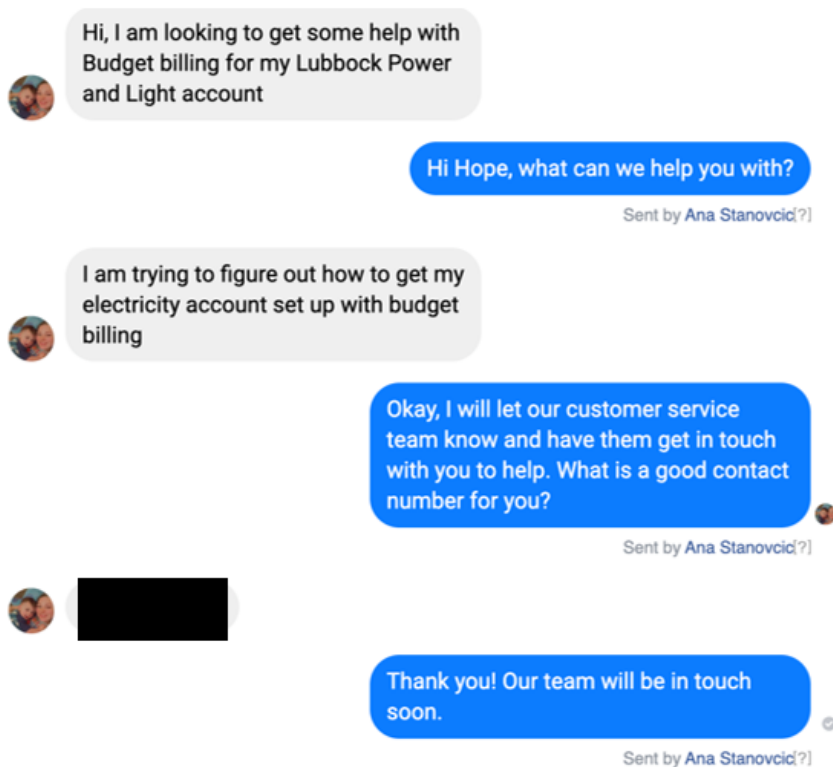 Hi, I am looking to get some help with
Budget billing for my Lubbock Power
and Light account
Hi Hope, what can we help you with?
Sent by Ana Stanovcic[?]
I am trying to figure out how to get my
electricity account set up with budget
billing
Okay, I will let our customer service
team know and have them get in touch
with you to help. What is a good contact
number for you?
Sent by Ana Stanovcic[?]
Thank you! Our team will be in touch
soon.
Sent by Ana Stanovcic[?]